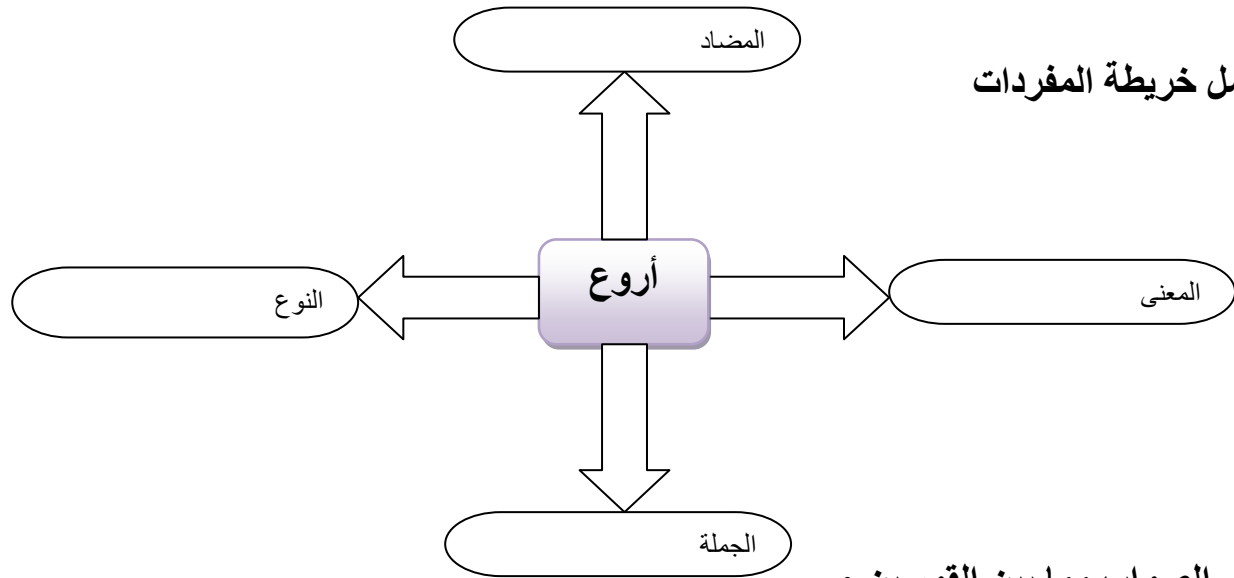 المضاد
خريطة المفردات
أروع
المعنى
النوع
الجملة